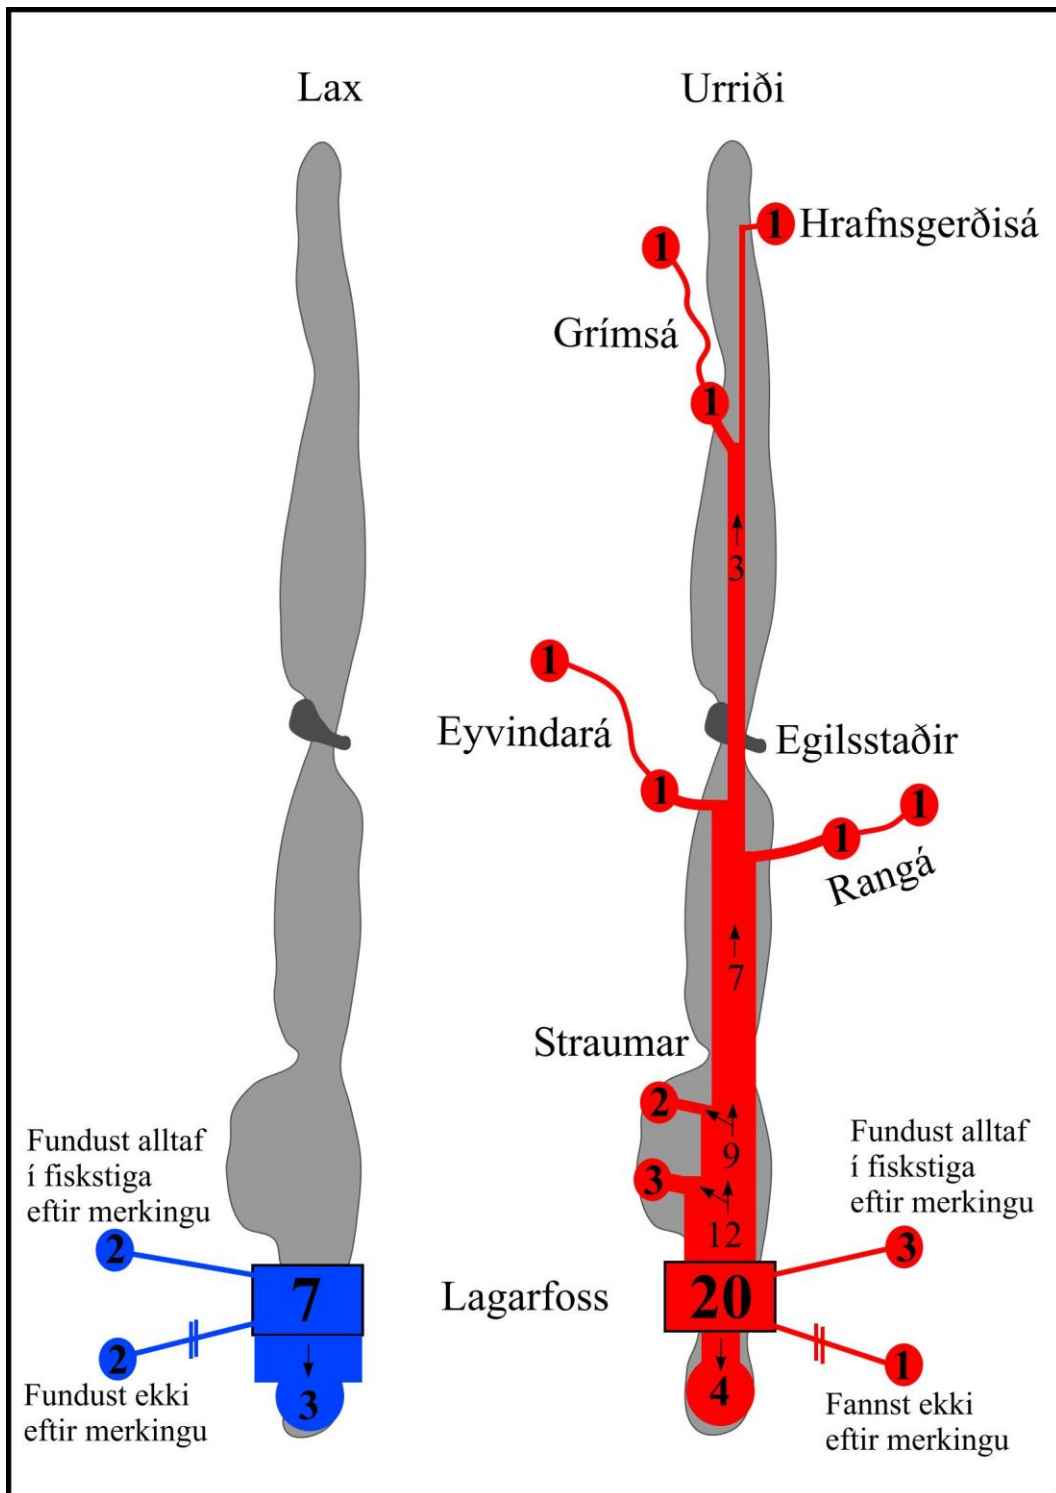 Lax
Urriði
1 Hrafnsgerðisá
1
Grímsá
1
3
1
Eyvindará
Egilsstaðir
1
1
1
Rangá
7
Straumar
2
9
3
12
Fundust alltaf
í fiskstiga
eftir merkingu
2
7
2
3
Fundust ekki
eftir merkingu
Lagarfoss
Fundust alltaf
í fiskstiga
eftir merkingu
3
20
1
4
Fannst ekki
eftir merkingu